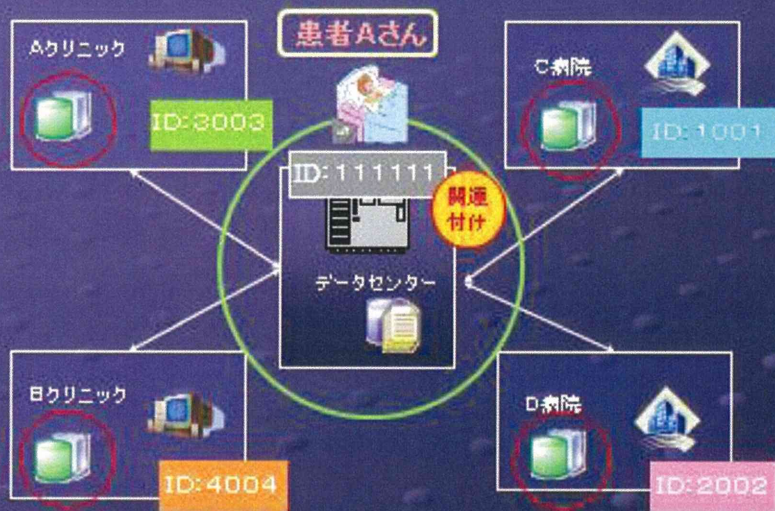 患者Aさん
Aクリニック
ID:3003
C病院
ID:1001
ID:111111
関連
付け
データセンター
Bクリニック
ID:4004
D病院
ID:2002